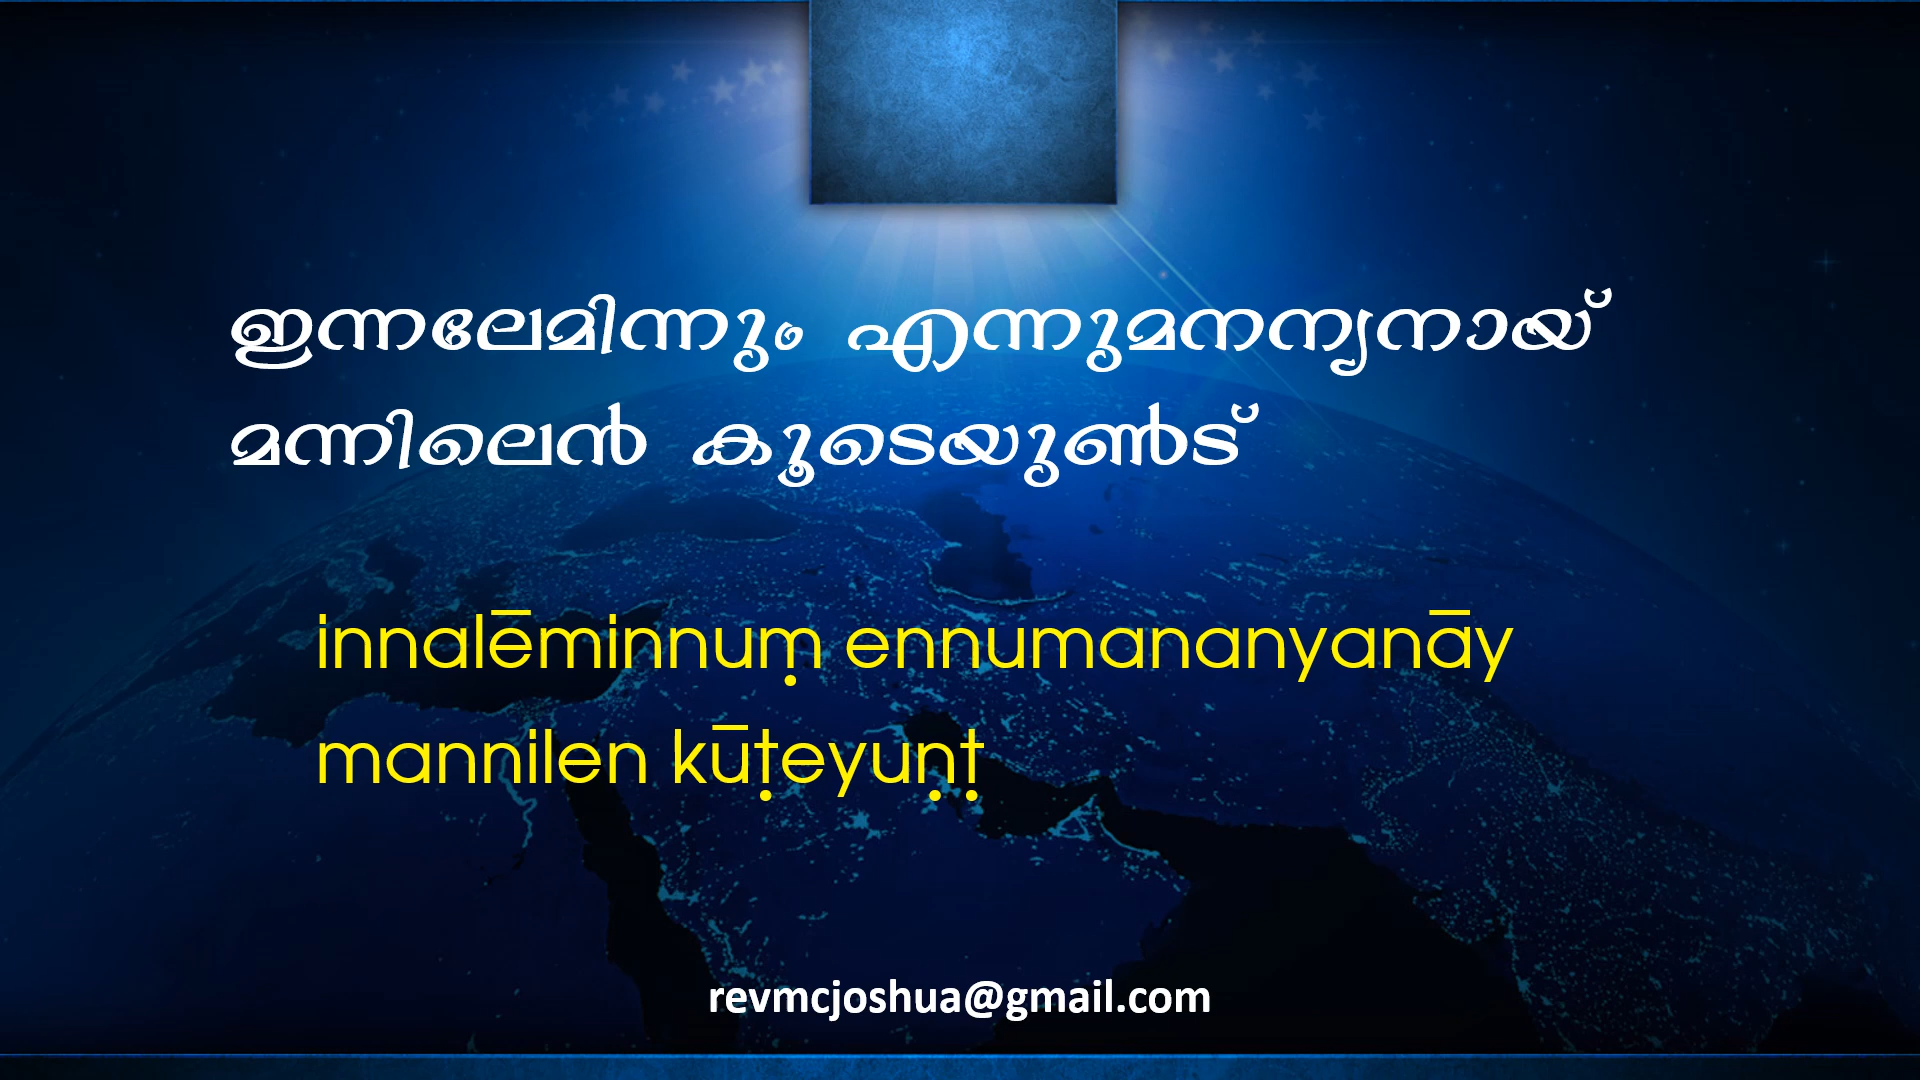 ഇന്നലേമിന്നും എന്നുമനന്യനായ്
മന്നിലെൻ കൂടെയുണ്ട്
innalēminnuṃ ennumananyanāy
mannilen kūṭeyuṇṭ
revmcjoshua@gmail.com